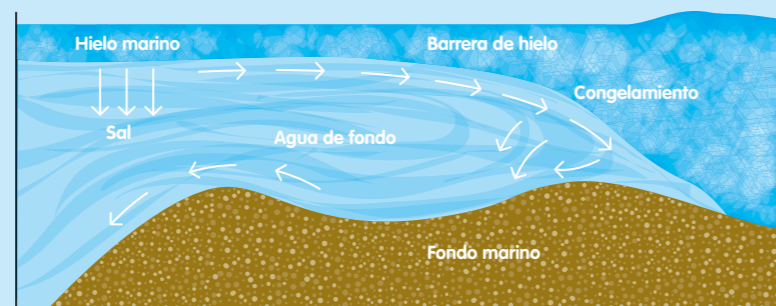 Hielo marino
Barrera de hielo
Congelamiento
Sal
Agua de fondo
Fondo marino